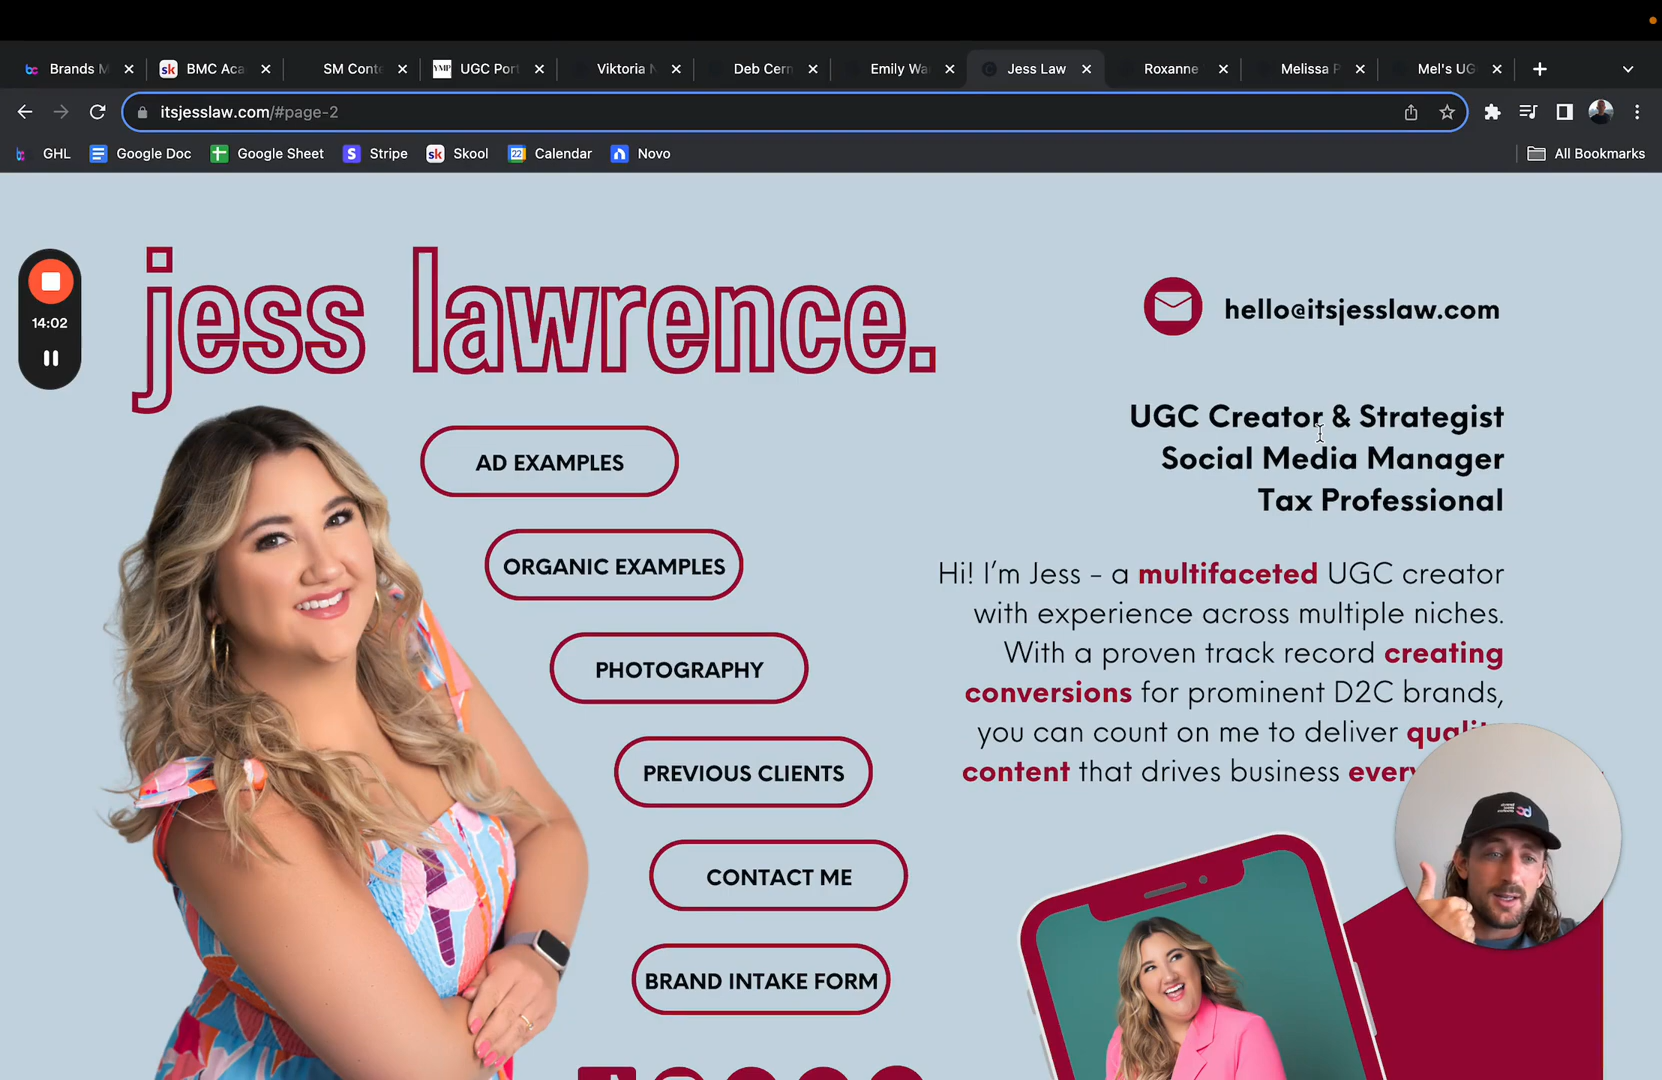 Brands M
BMC Aca
SM Conte
UGC Port
Viktoria
Deb Cern
Emily Wa
Jess Law
Roxanne
Melissa
Mel's UG
itsjesslaw.com/#page-2
GHL
Google Doc
Google Sheet
Stripe
Skool
Calendar
Novo
All Bookmarks
14:02
jess lawrence.
hello@itsjesslaw.com
UGC Creator & Strategist
Social Media Manager
Tax Professional
Hi! I'm Jess – a multifaceted UGC creator
with experience across multiple niches.
With a proven track record creating
conversions for prominent D2C brands,
you can count on me to deliver quality
content that drives business every
AD EXAMPLES
ORGANIC EXAMPLES
PHOTOGRAPHY
PREVIOUS CLIENTS
CONTACT ME
BRAND INTAKE FORM